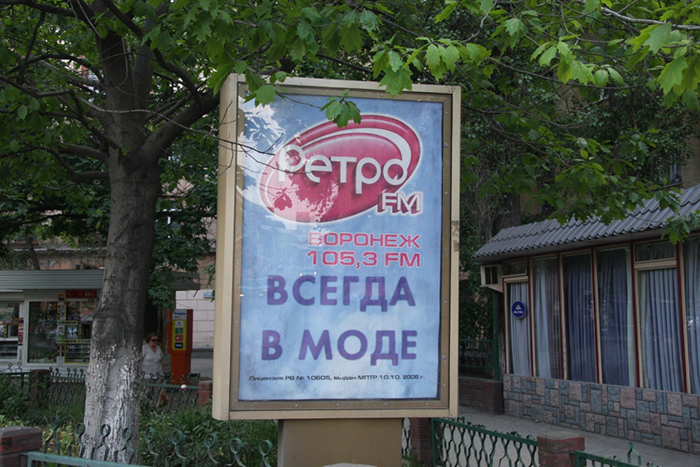 Ретро
FM
ВОРОНЕЖ
105,3 FM
ВСЕГДА
В МОДЕ
Лицензия РВ № 10605, выдан МПТР 10.10. 2006 г.